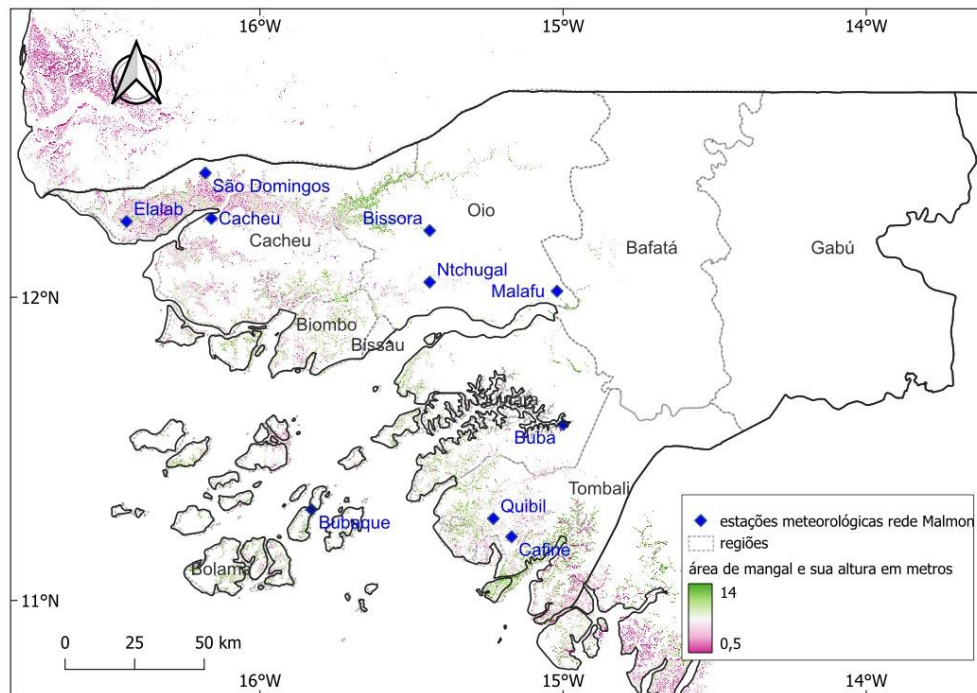 16°W 15°W 14°W
São Domingos
Elalab
Cacheu
Bissora
Oio
Cacheu
Bafatá
Gabú
Ntchugal
12°N
Malafu
12°N
Biombo
Bissau
Buba
Tombali
Quibil
Bubaque
Cafine
estações meteorológicas rede Malmon
regiões
Bolama
área de mangal e sua altura em metros
14
11°N
0,5
11°N
0 25 50 km
16°W 15°W 14°W